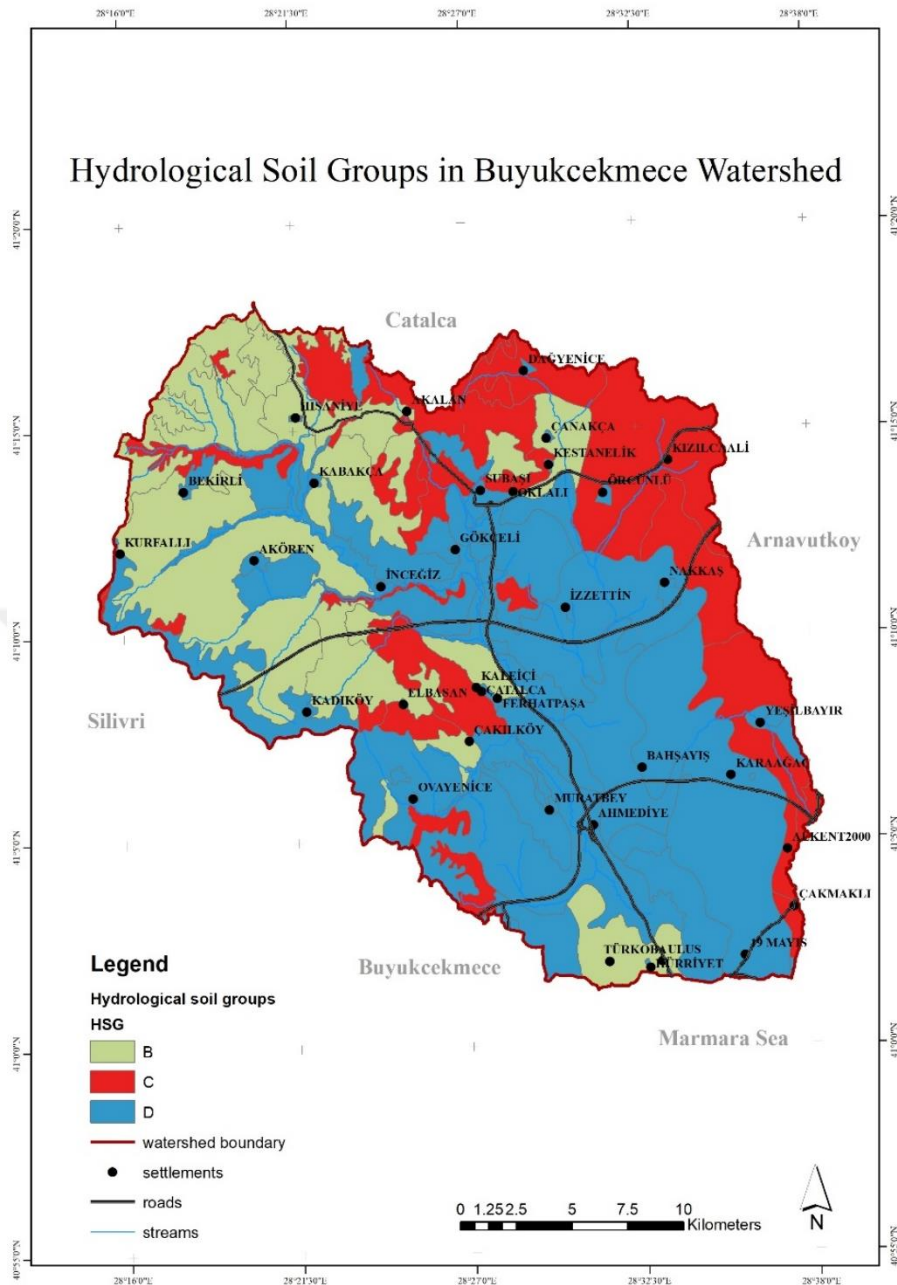 28°16'0"E 28°21'30"E 28°27'0"E 28°32'30"E 28°38'0"E
Hydrological Soil Groups in Buyukcekmece Watershed
41°20'0"N 41°20'0"N
Catalca
DAĞYENİCE
HİSANİYE
AKALAN
41°15'0"N 41°15'0"N
ÇANAKÇA
KESTANELİK
KIZILCAALİ
BEKİRLİ
KABAKÇA
SUBAŞI
OKLALI
ÖRCÜNLÜ
KURFALLI
AKÖREN
GÖKÇELİ
Arnavutkoy
İNCEĞİZ
NAKKAŞ
İZZETTİN
41°10'0"N 41°10'0"N
KALEİÇİ
ÇATALCA
ELBASAN
FERHATPAŞA
Silivri
KADIKÖY
YEŞİLBAYIR
ÇAKILKÖY
BAHŞAYIŞ
KARAAGAÇ
OVAYENİCE
MURATBEY
AHMEDİYE
41°5'0"N 41°5'0"N
ALKENT2000
ÇAKMAKLI
19 MAYIS
TÜRKOBAULUS
HÜRRİYET
Buyukcekmece
Marmara Sea
Legend
Hydrological soil groups
HSG
B
C
D
watershed boundary
settlements
roads
streams
41°0'0"N 41°0'0"N
0 1.25 2.5 5 7.5 10
Kilometers
N
40°55'0"N 40°55'0"N
28°16'0"E 28°21'30"E 28°27'0"E 28°32'30"E 28°38'0"E